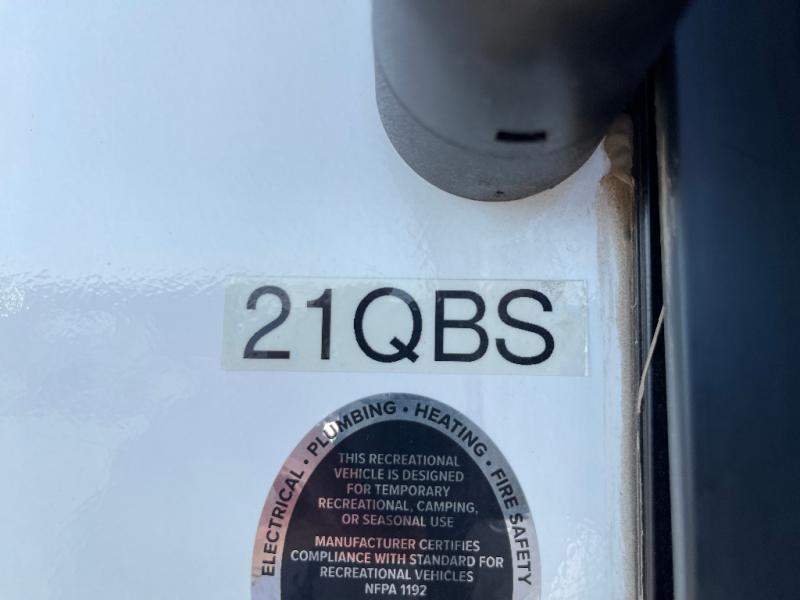 21QBS
ELECTRICAL • PLUMBING • HEATING • FIRE SAFETY
THIS RECREATIONAL
VEHICLE IS DESIGNED
FOR TEMPORARY
RECREATIONAL, CAMPING,
OR SEASONAL USE
MANUFACTURER CERTIFIES
COMPLIANCE WITH STANDARD FOR
RECREATIONAL VEHICLES
NFPA 1192